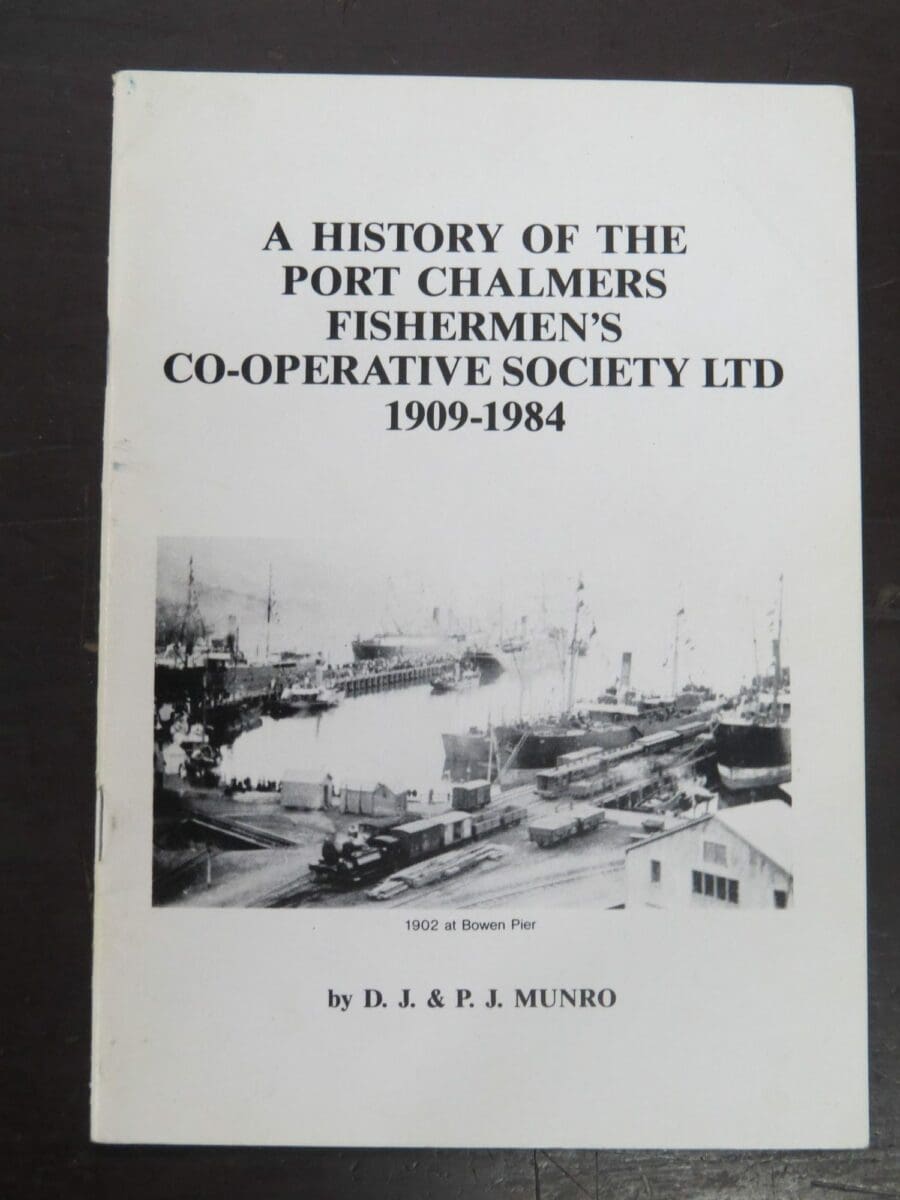 A HISTORY OF THE
PORT CHALMERS
FISHERMEN'S
CO-OPERATIVE SOCIETY LTD
1909-1984
1902 at Bowen Pier
by D. J. & P. J. MUNRO